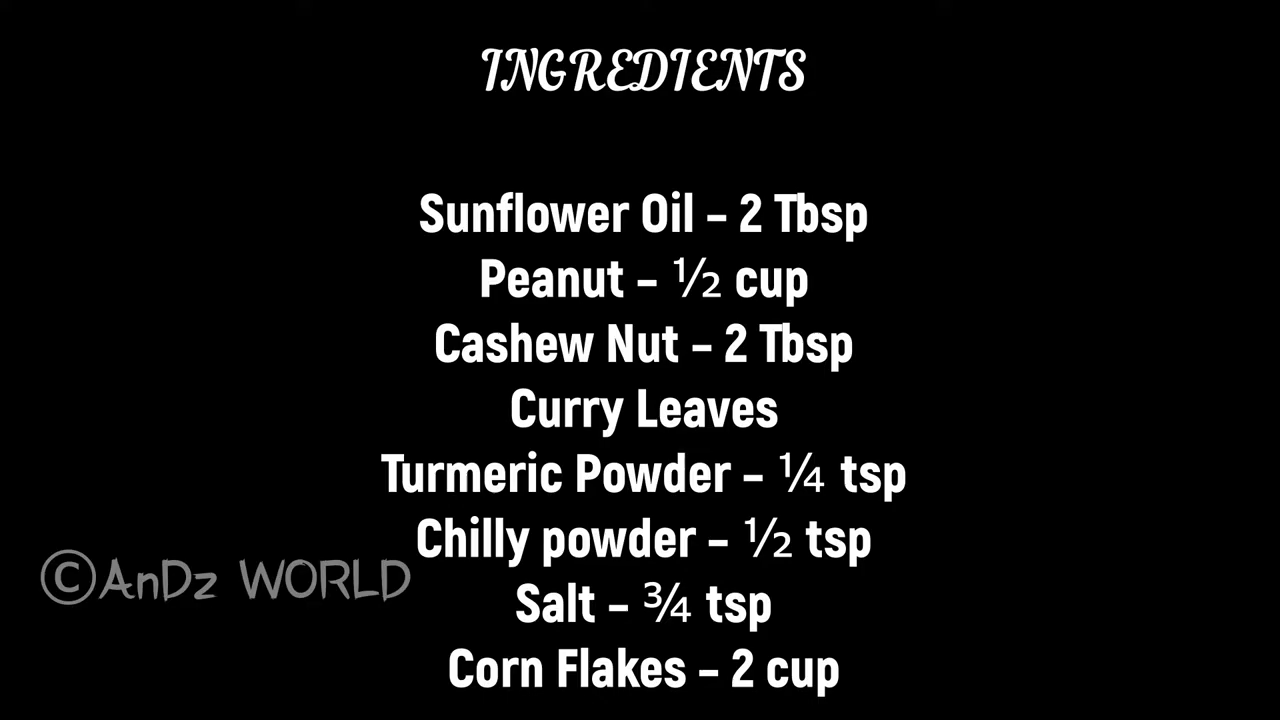 INGREDIENTS
Sunflower Oil – 2 Tbsp
Peanut – ½ cup
Cashew Nut – 2 Tbsp
Curry Leaves
Turmeric Powder – ¼ tsp
Chilly powder – ½ tsp
©AnDz WORLD
Salt – ¾ tsp
Corn Flakes – 2 cup